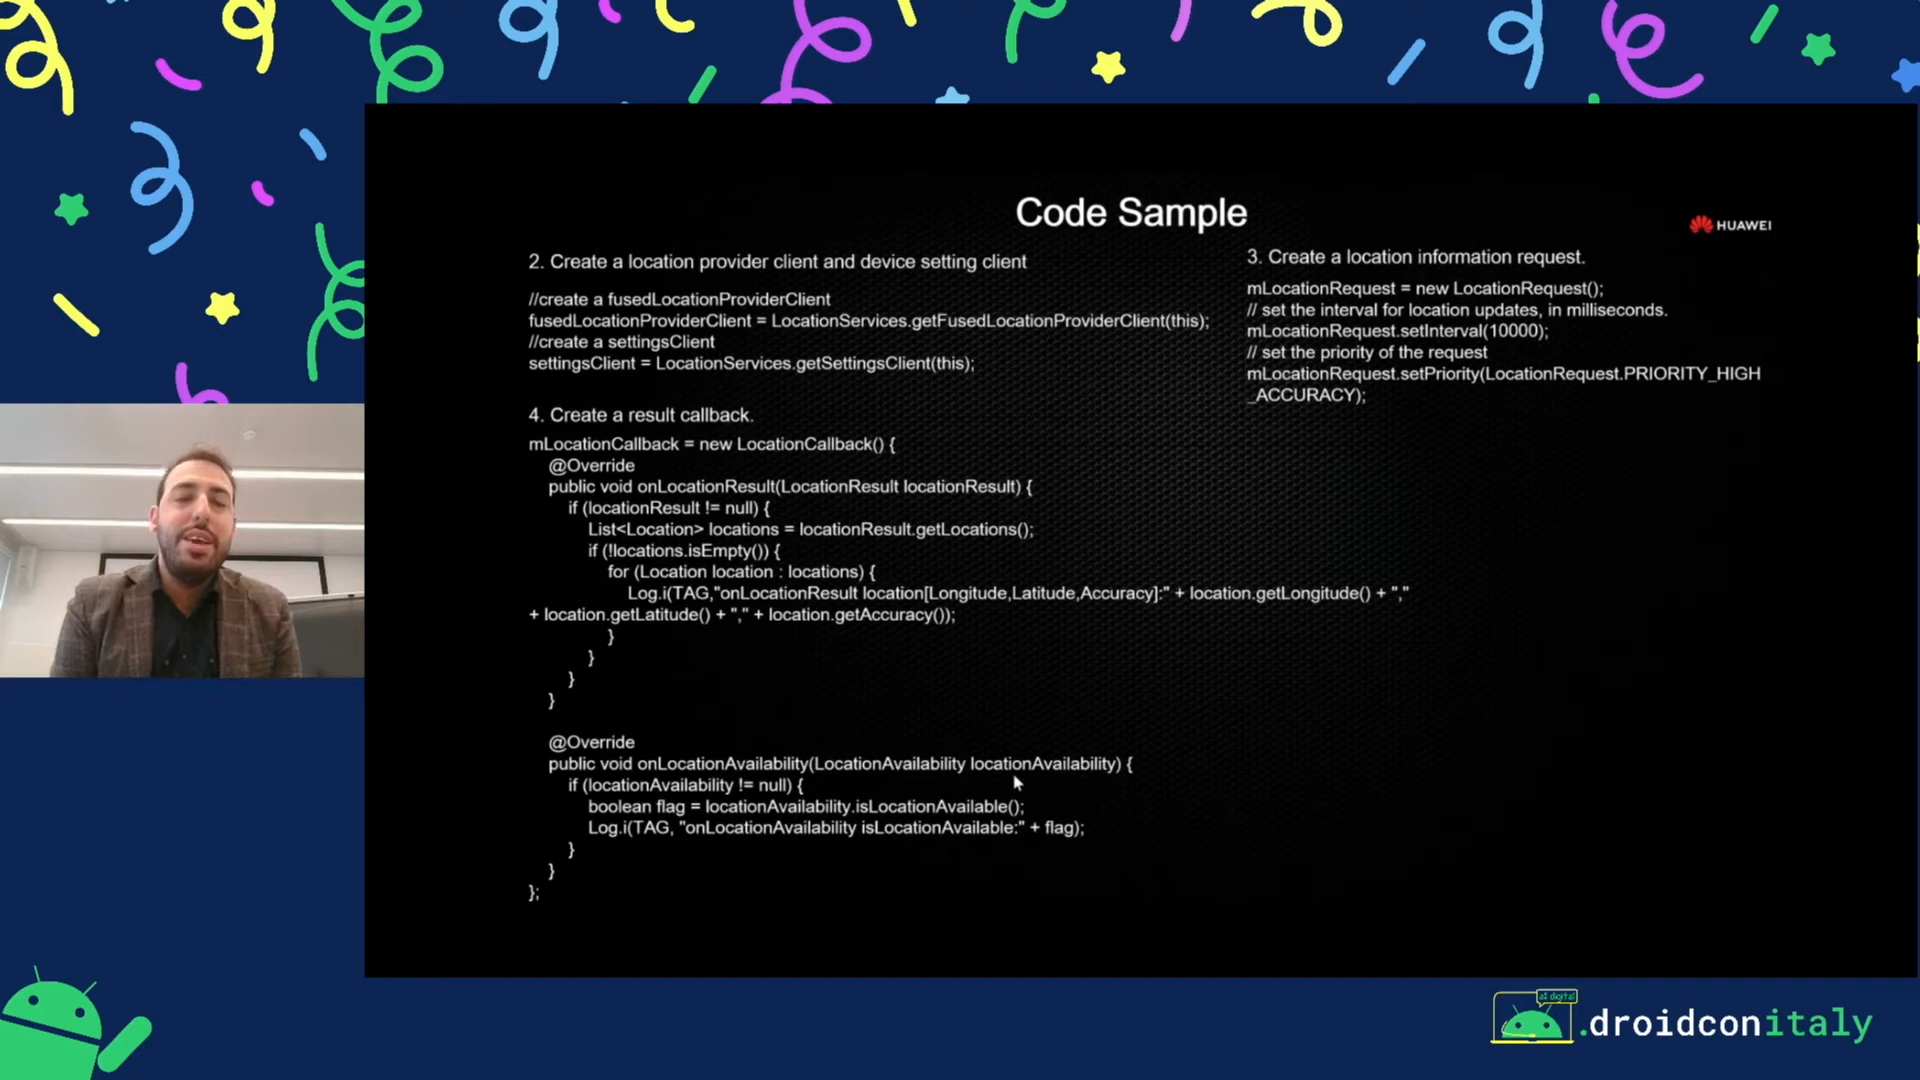 Code Sample
HUAWEI
2. Create a location provider client and device setting client
//create a fusedLocationProviderClient
fusedLocationProviderClient = LocationServices.getFusedLocationProviderClient(this);
//create a settingsClient
settingsClient = LocationServices.getSettingsClient(this);
3. Create a location information request.
mLocationRequest = new LocationRequest();
// set the interval for location updates, in milliseconds.
mLocationRequest.setInterval(10000);
// set the priority of the request
mLocationRequest.setPriority(LocationRequest.PRIORITY_HIGH
_ACCURACY);
4. Create a result callback.
mLocationCallback = new LocationCallback() {
@Override
public void onLocationResult(LocationResult locationResult) {
if (locationResult != null) {
List<Location> locations = locationResult.getLocations();
if (!locations.isEmpty()) {
for (Location location : locations) {
Log.i(TAG,"onLocationResult location[Longitude,Latitude,Accuracy]:" + location.getLongitude() + ","
+ location.getLatitude() + "," + location.getAccuracy());
}
}
}
}
@Override
public void onLocationAvailability(LocationAvailability locationAvailability) {
if (locationAvailability != null) {
boolean flag = locationAvailability.isLocationAvailable();
Log.i(TAG, "onLocationAvailability isLocationAvailable:" + flag);
}
}
};
.droidconitaly